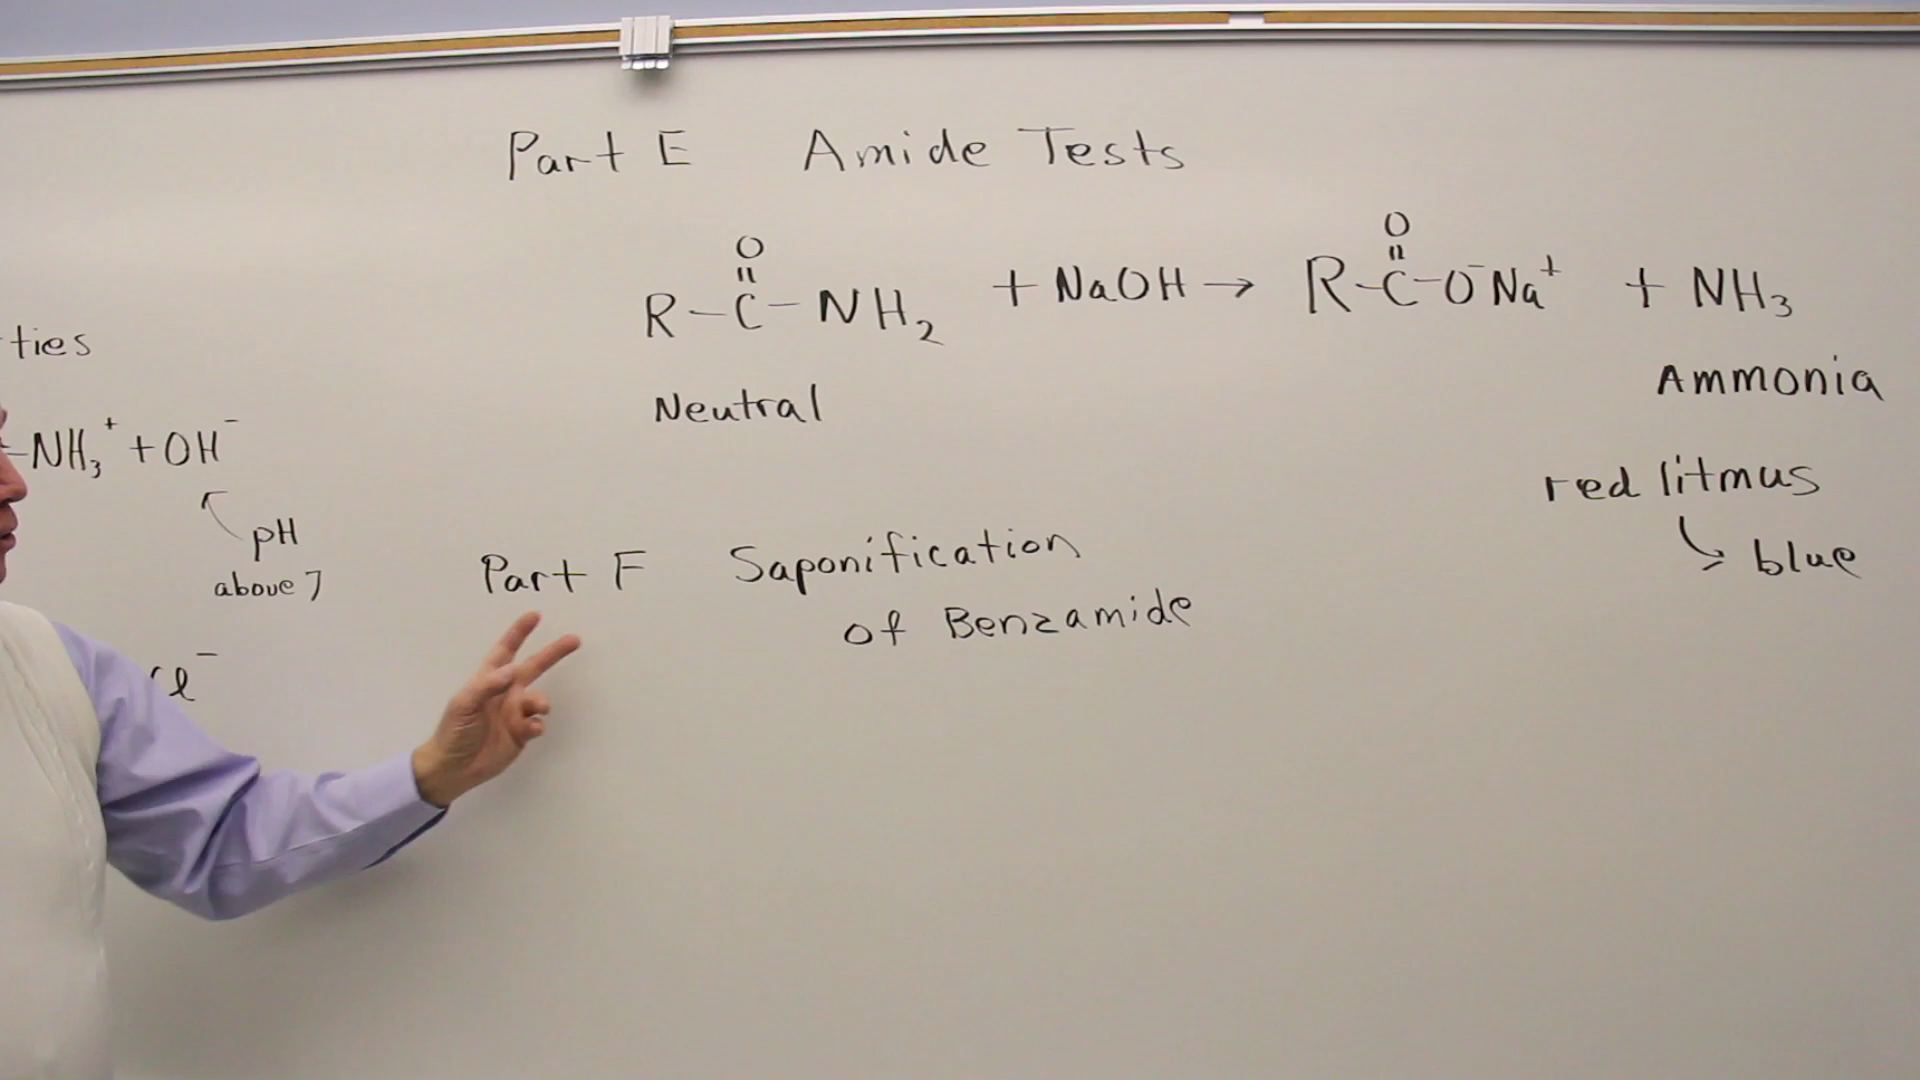 Part E Amide Tests
O
॥
R-C-NH₂ + NaOH → R-C-O⁻Na⁺ + NH₃
O
॥
Neutral
Ammonia
red litmus
↘ blue
ties
-NH₃⁺ + OH⁻
pH
above 7
Cl⁻
Part F Saponification
of Benzamide